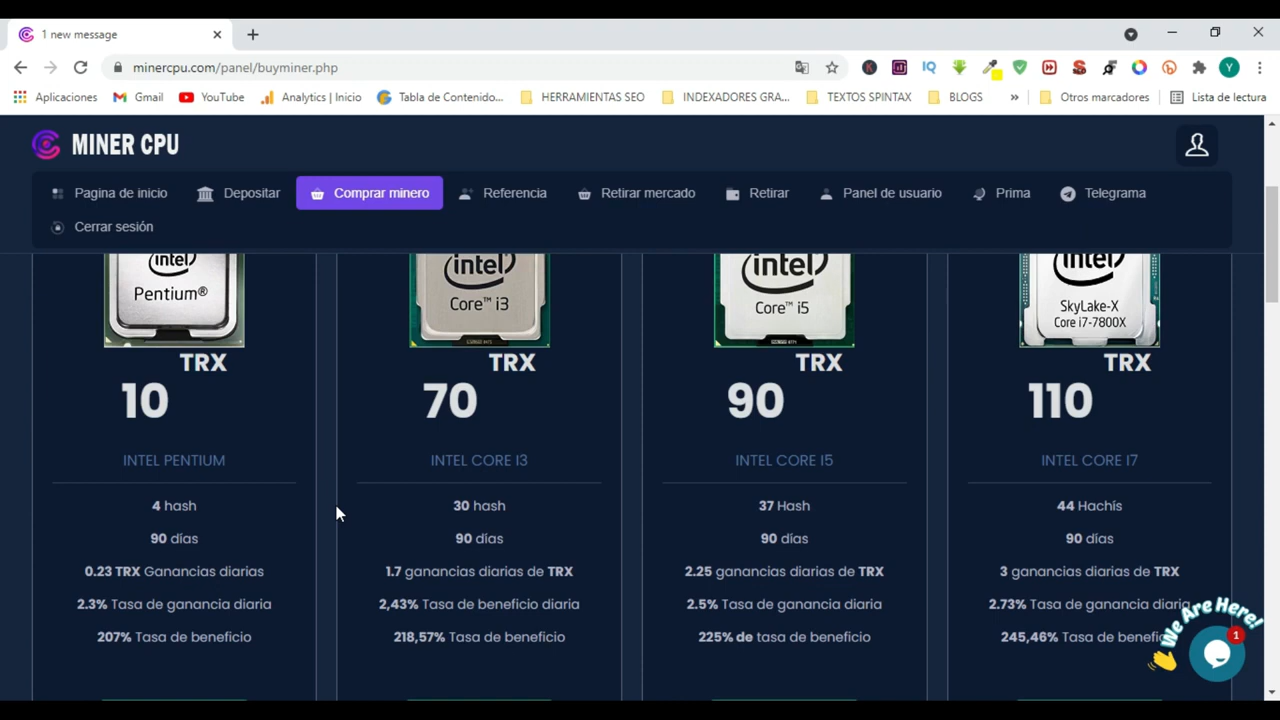 1 new message
minercpu.com/panel/buyminer.php
Aplicaciones Gmail YouTube Analytics | Inicio Tabla de Contenido... HERRAMIENTAS SEO INDEXADORES GRA... TEXTOS SPINTAX BLOGS » Otros marcadores Lista de lectura
MINER CPU
Pagina de inicio Depositar Comprar minero Referencia Retirar mercado Retirar Panel de usuario Prima Telegrama
Cerrar sesión
intel Pentium®
intel Core™ i3
intel Core™ i5
intel SkyLake-X Core i7-7800X
TRX TRX TRX TRX
10 70 90 110
INTEL PENTIUM INTEL CORE I3 INTEL CORE I5 INTEL CORE I7
4 hash 30 hash 37 Hash 44 Hachís
90 días 90 días 90 días 90 días
0.23 TRX Ganancias diarias 1.7 ganancias diarias de TRX 2.25 ganancias diarias de TRX 3 ganancias diarias de TRX
2.3% Tasa de ganancia diaria 2,43% Tasa de beneficio diaria 2.5% Tasa de ganancia diaria 2.73% Tasa de ganancia diaria
207% Tasa de beneficio 218,57% Tasa de beneficio 225% de tasa de beneficio 245,46% Tasa de benefi
We Are Here!
1